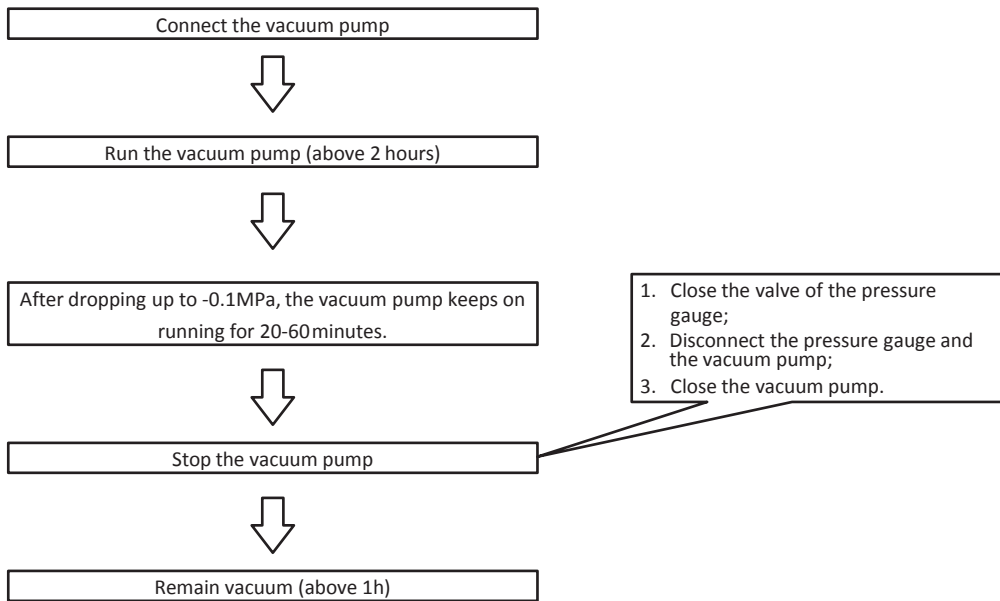 Connect the vacuum pump
Run the vacuum pump (above 2 hours)
After dropping up to -0.1MPa, the vacuum pump keeps on
running for 20-60 minutes.
1. Close the valve of the pressure
gauge;
2. Disconnect the pressure gauge and
the vacuum pump;
3. Close the vacuum pump.
Stop the vacuum pump
Remain vacuum (above 1h)